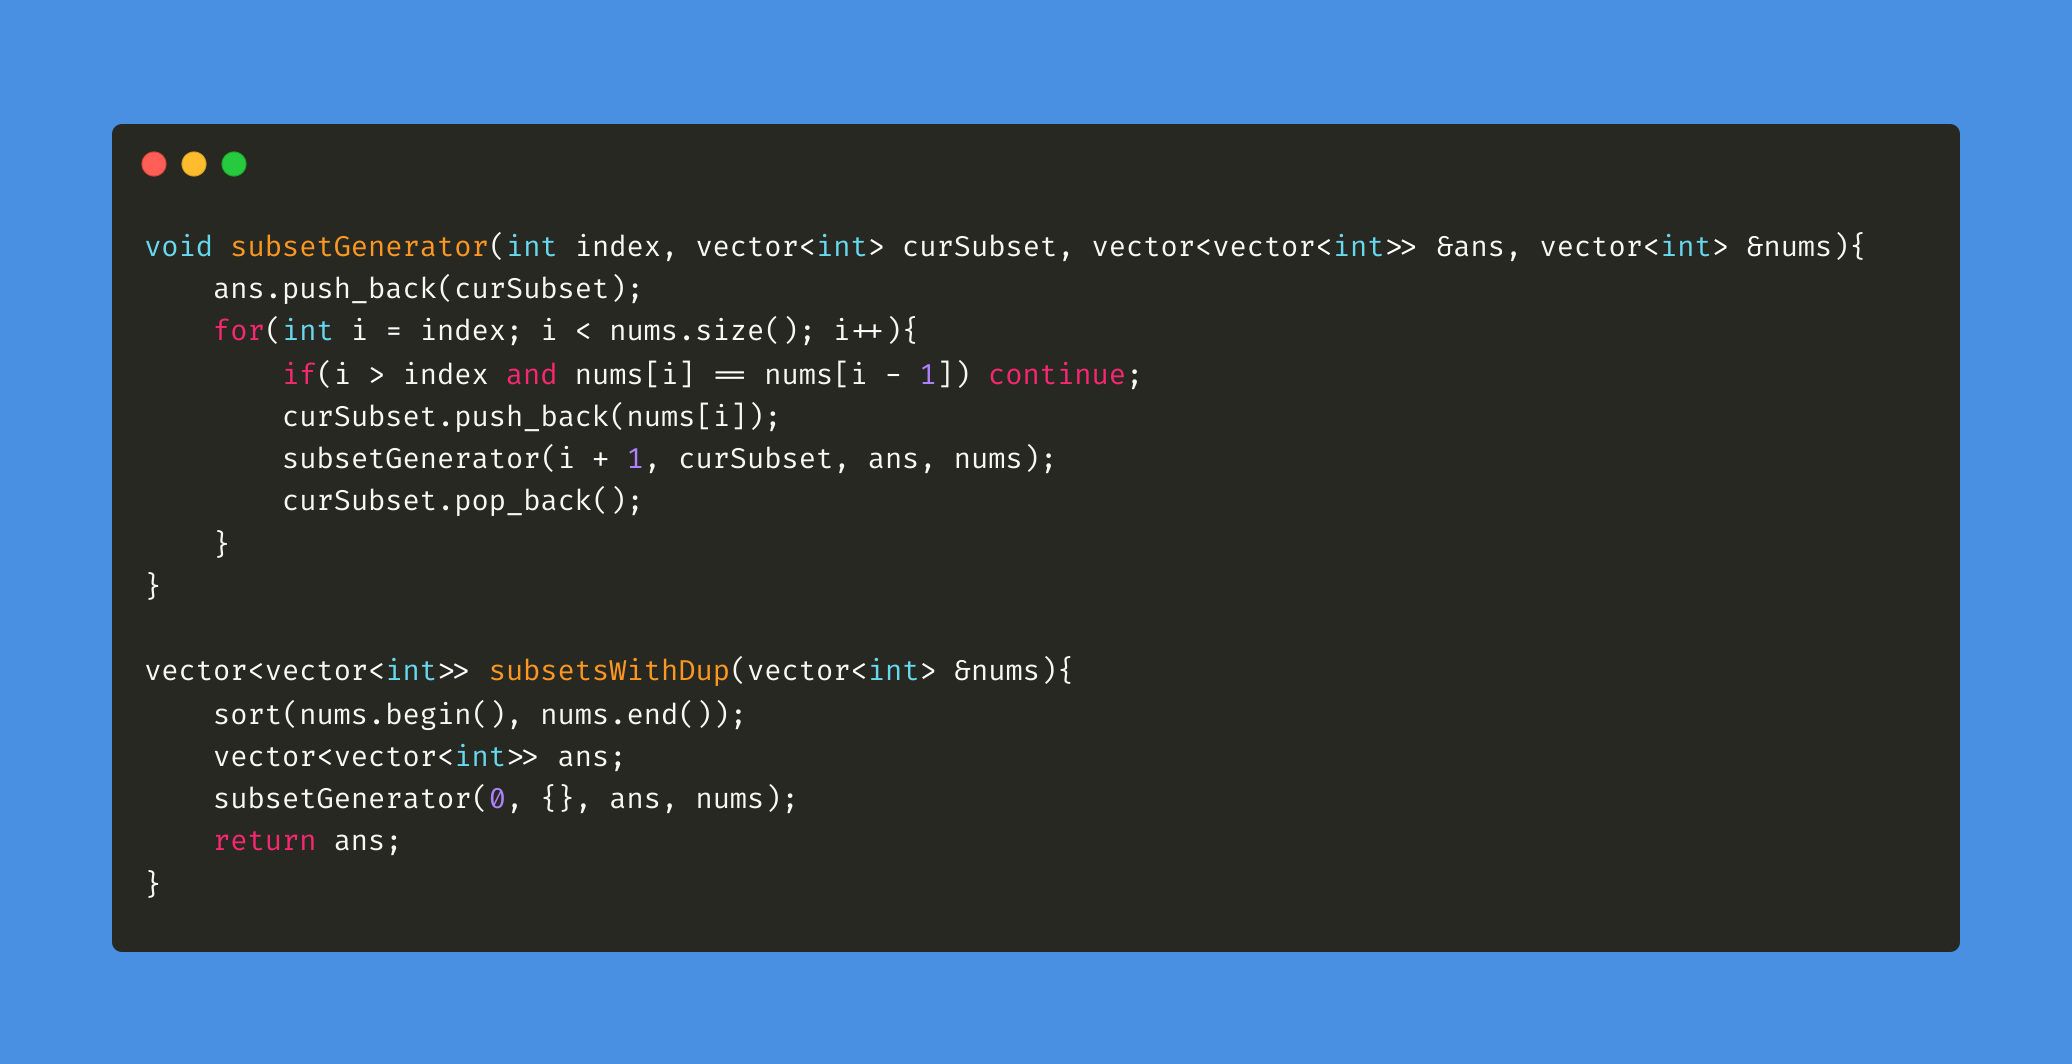 void subsetGenerator(int index, vector<int> curSubset, vector<vector<int>> &ans, vector<int> &nums){
    ans.push_back(curSubset);
    for(int i = index; i < nums.size(); i++){
        if(i > index and nums[i] == nums[i - 1]) continue;
        curSubset.push_back(nums[i]);
        subsetGenerator(i + 1, curSubset, ans, nums);
        curSubset.pop_back();
    }
}

vector<vector<int>> subsetsWithDup(vector<int> &nums){
    sort(nums.begin(), nums.end());
    vector<vector<int>> ans;
    subsetGenerator(0, {}, ans, nums);
    return ans;
}